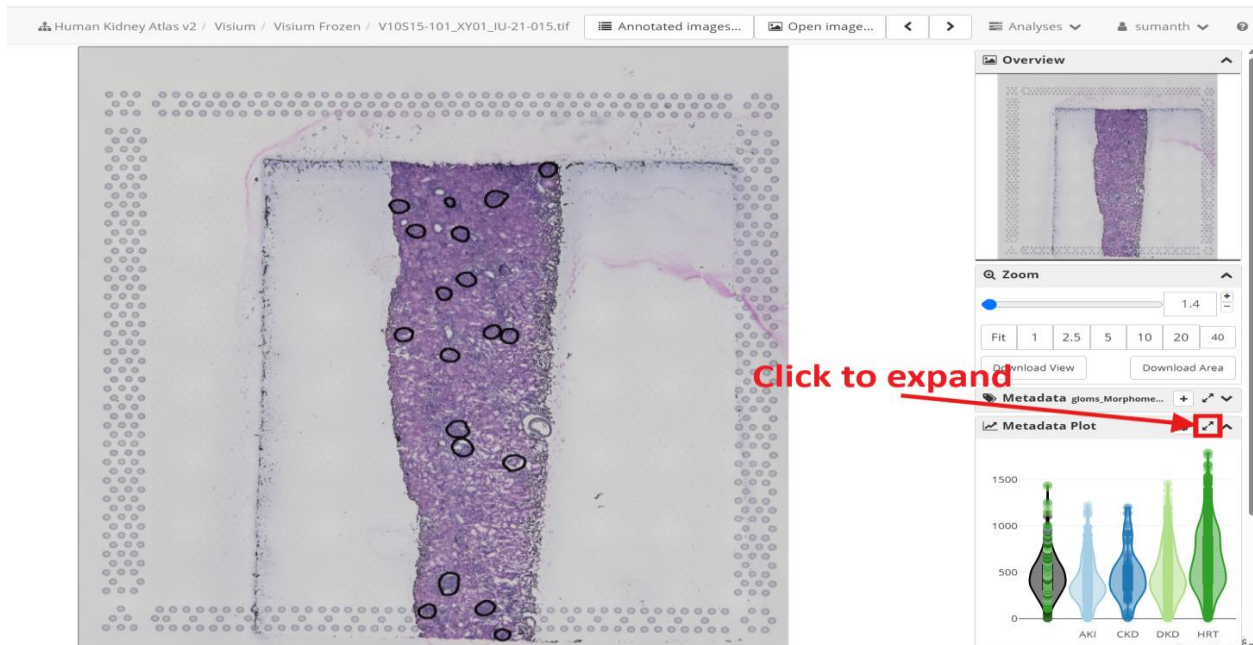 Human Kidney Atlas v2 / Visium / Visium Frozen / V10S15-101_XY01_IU-21-015.tif Annotated images... Open image... < > Analyses sumanth
Overview
Zoom
1.4 + −
Fit 1 2.5 5 10 20 40
Download View Download Area
Click to expand
Metadata gloms_Morphome... +
Metadata Plot
1500
1000
500
0
AKI CKD DKD HRT